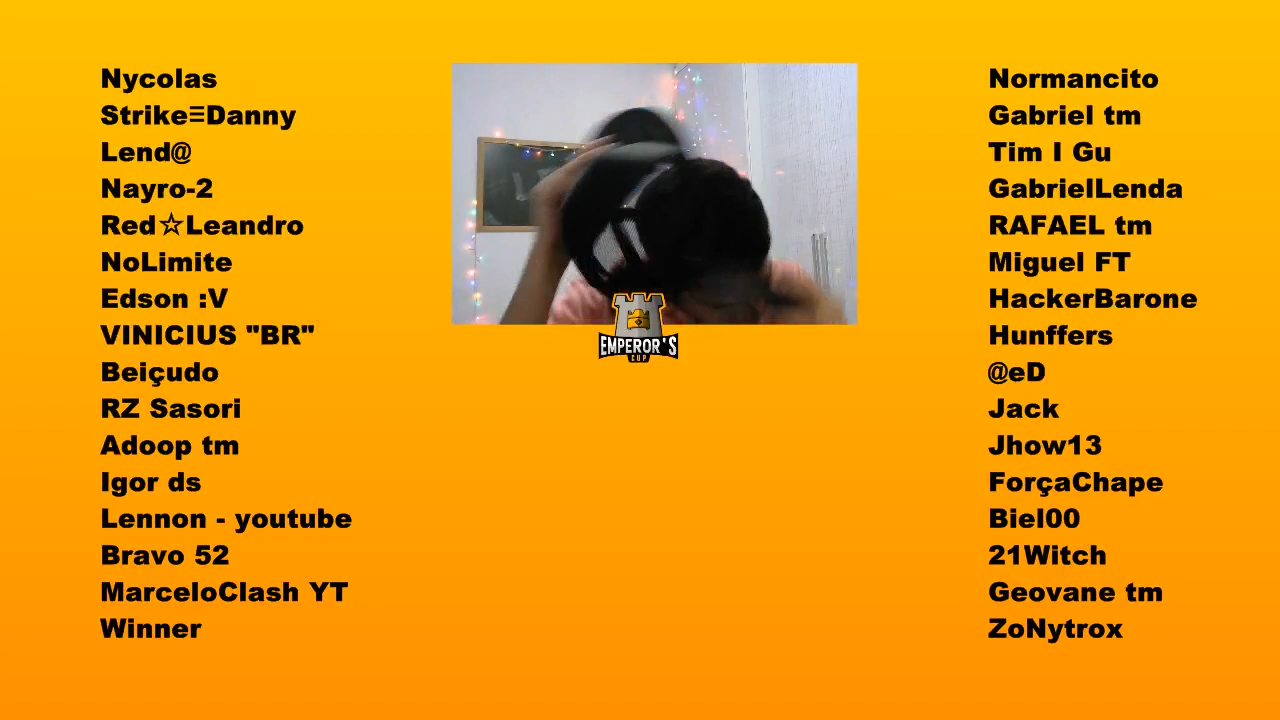 Nycolas
Strike≡Danny
Lend@
Nayro-2
Red☆Leandro
NoLimite
Edson :V
VINICIUS "BR"
Beiçudo
RZ Sasori
Adoop tm
Igor ds
Lennon - youtube
Bravo 52
MarceloClash YT
Winner
EMPEROR'S
CUP
Normancito
Gabriel tm
Tim I Gu
GabrielLenda
RAFAEL tm
Miguel FT
HackerBarone
Hunffers
@eD
Jack
Jhow13
ForçaChape
Biel00
21Witch
Geovane tm
ZoNytrox